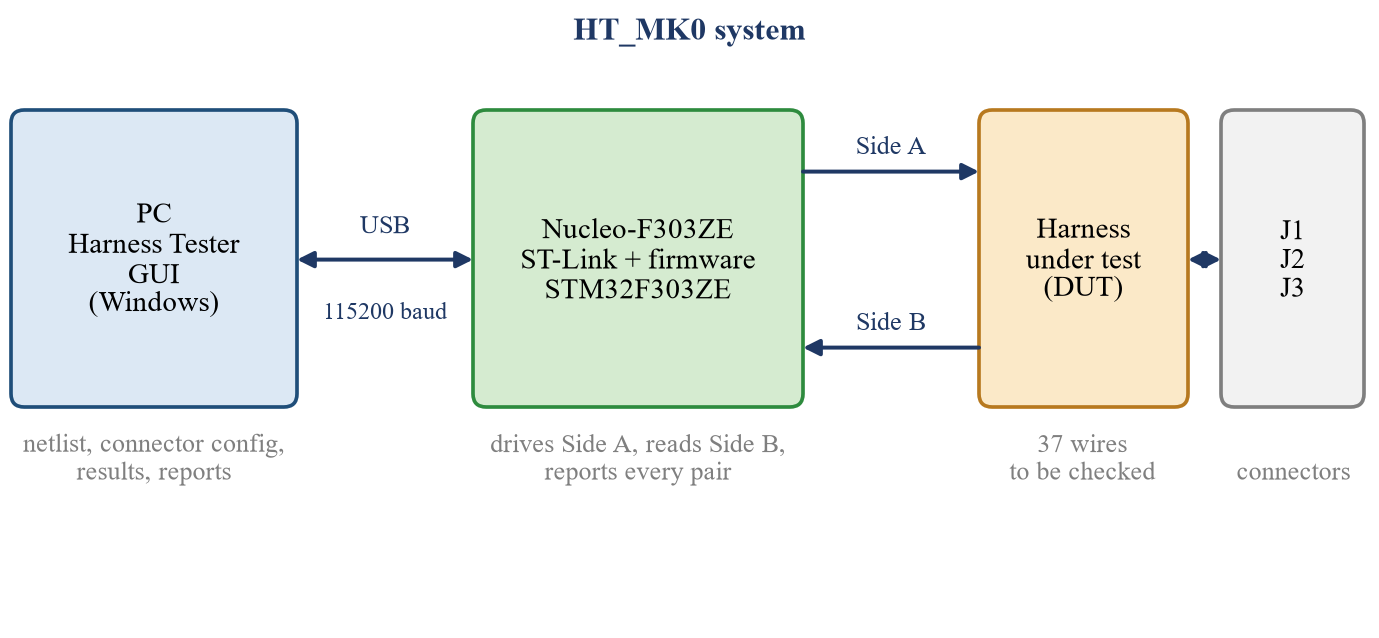 HT_MK0 system
PC
Harness Tester
GUI
(Windows)
USB
115200 baud
Nucleo-F303ZE
ST-Link + firmware
STM32F303ZE
Side A
Side B
Harness
under test
(DUT)
J1
J2
J3
netlist, connector config,
results, reports
drives Side A, reads Side B,
reports every pair
37 wires
to be checked
connectors